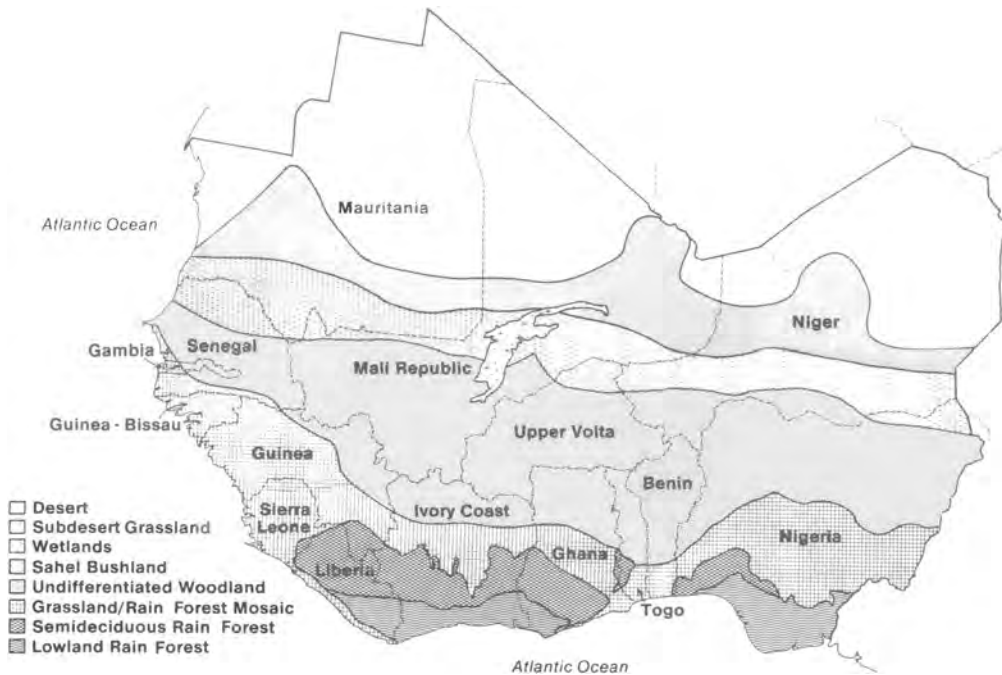 Mauritania
Atlantic Ocean
Niger
Senegal
Gambia
Mali Republic
Guinea - Bissau
Upper Volta
Guinea
Benin
Ivory Coast
Sierra
Leone
Nigeria
Ghana
Liberia
Togo
Desert
Subdesert Grassland
Wetlands
Sahel Bushland
Undifferentiated Woodland
Grassland/Rain Forest Mosaic
Semideciduous Rain Forest
Lowland Rain Forest
Atlantic Ocean